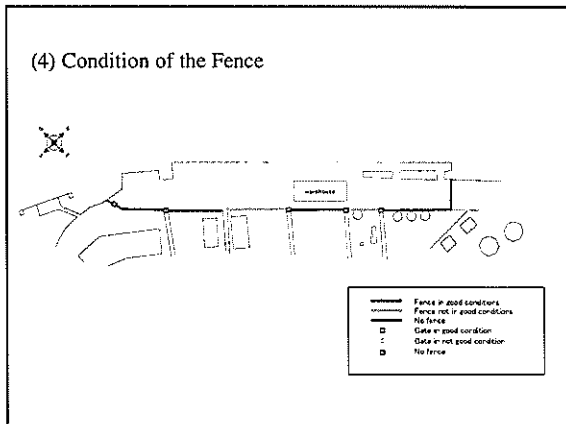 (4) Condition of the Fence
warehouse
Fence in good conditions
Fence not in good conditions
No fence
Gate in good condition
Gate in not good condition
No fence